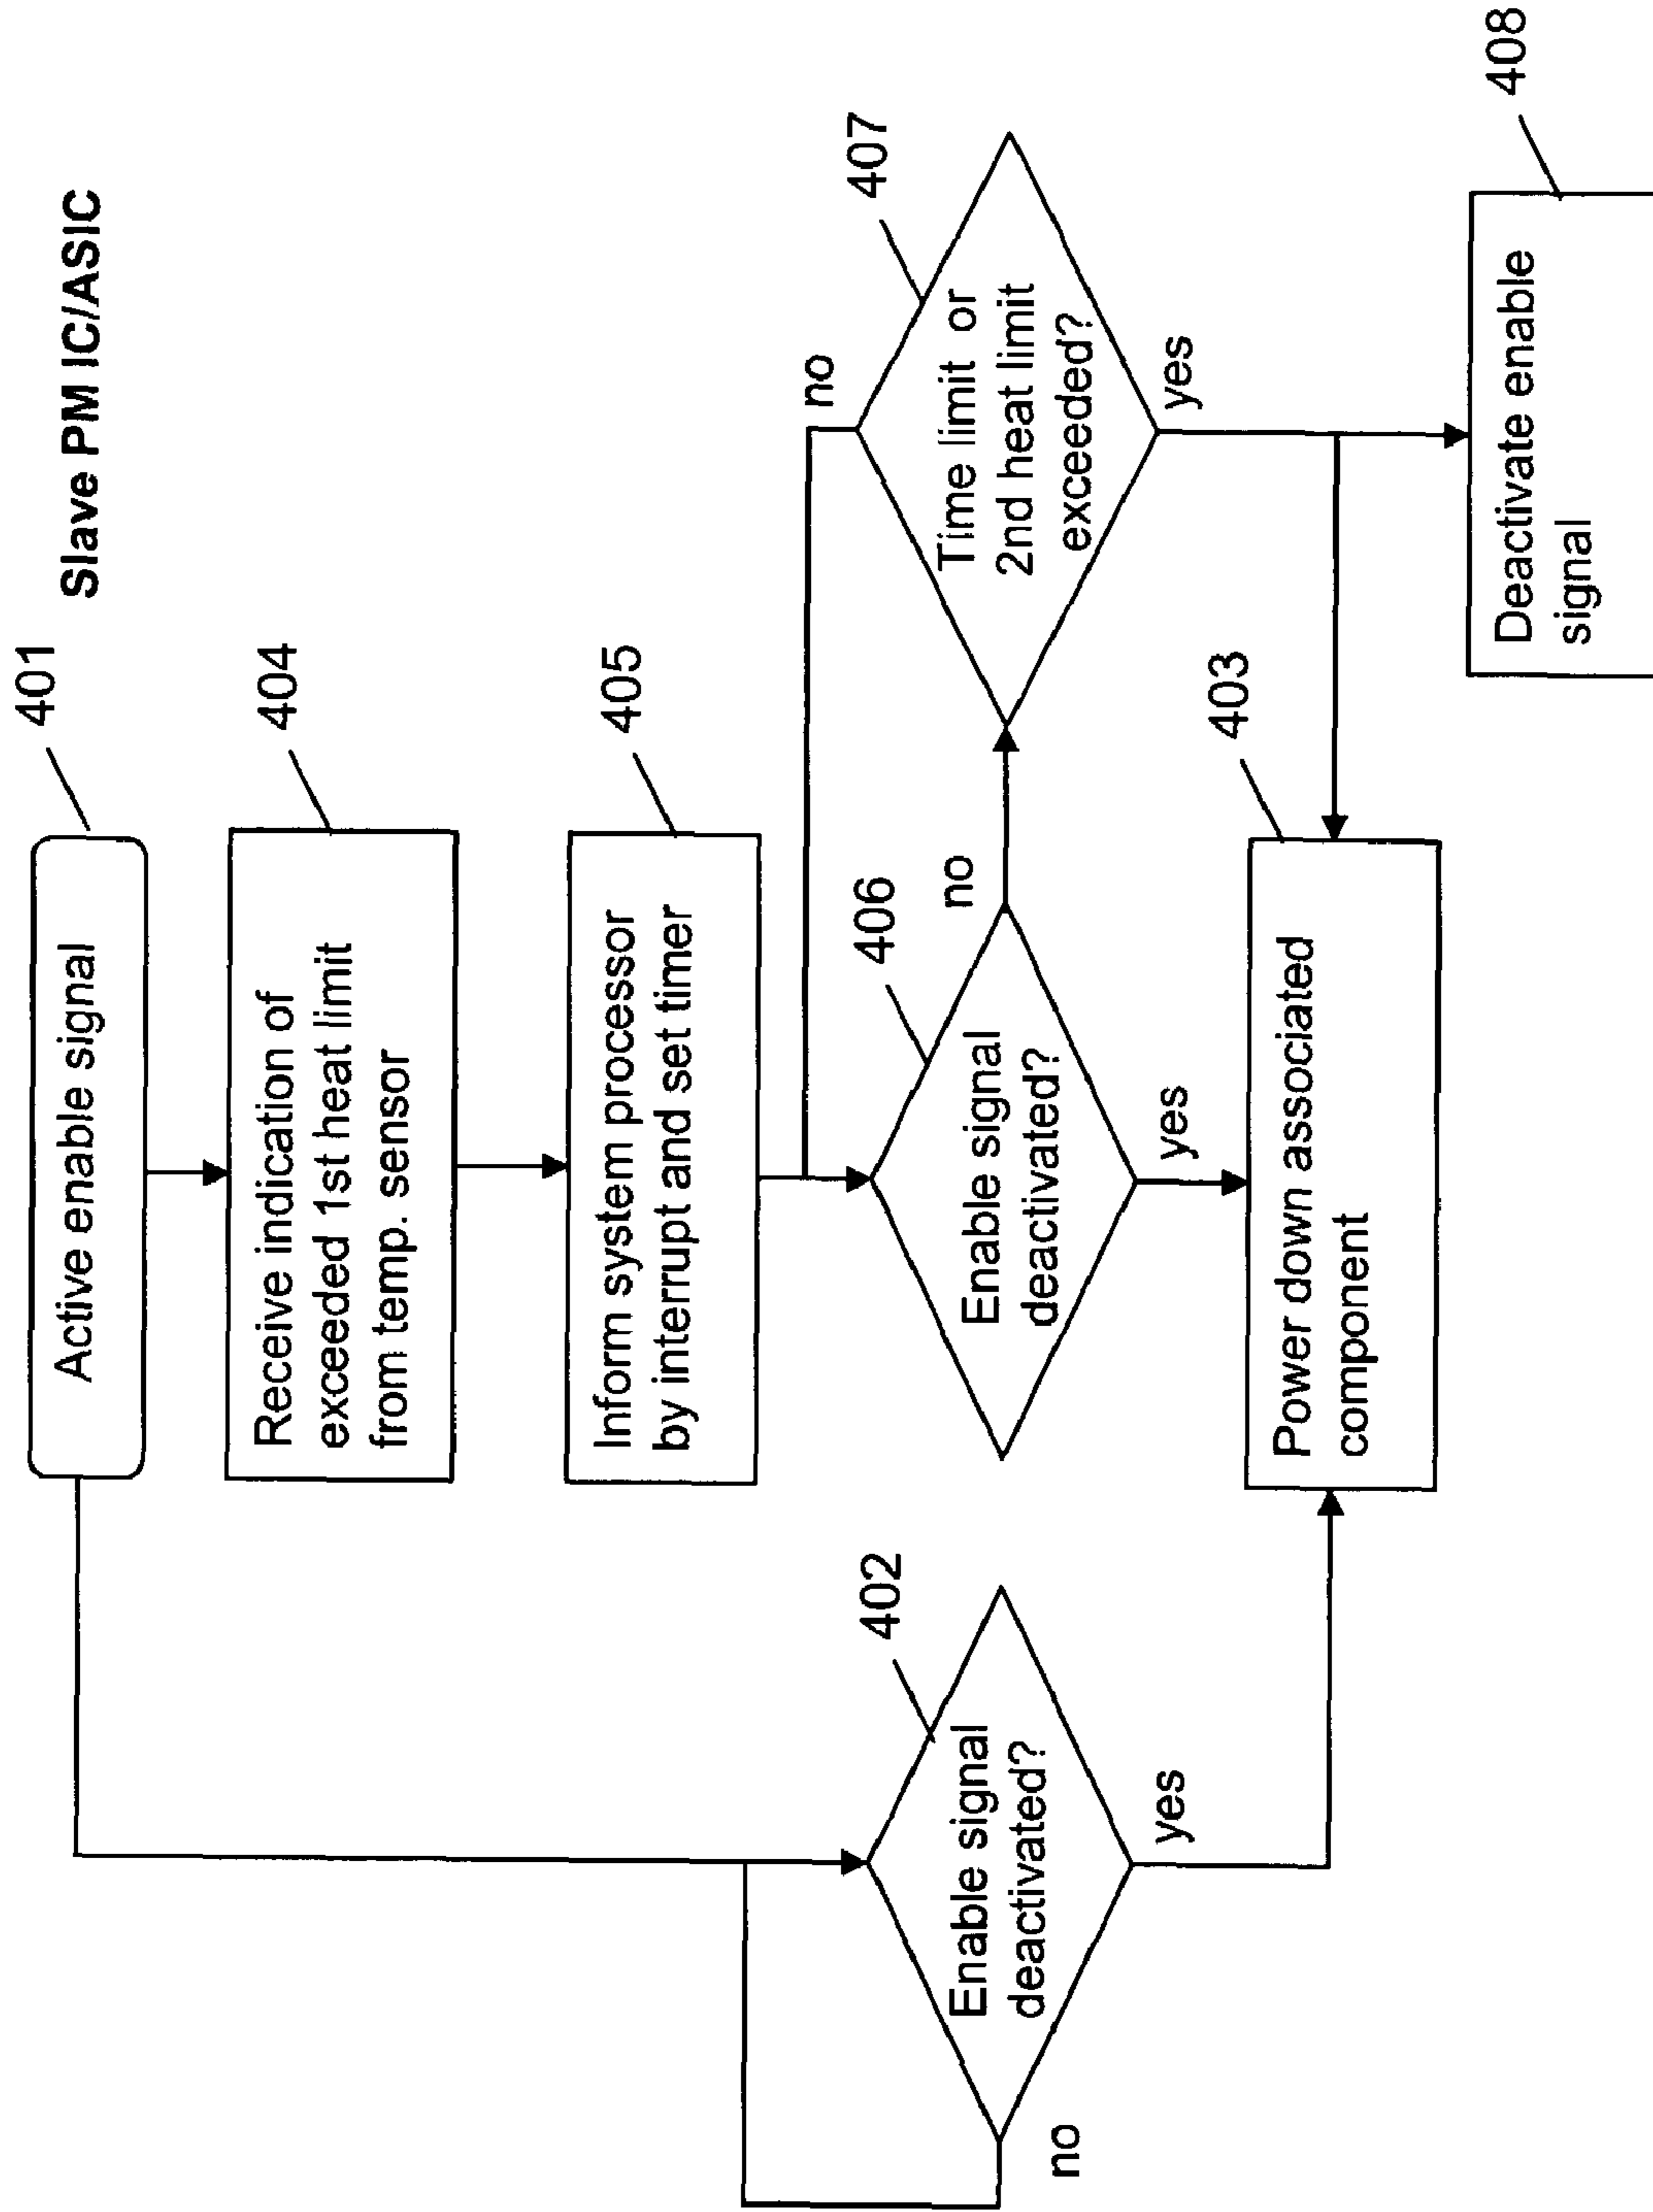 Slave PM IC/ASIC
401
Active enable signal
404
Receive indication of
exceeded 1st heat limit
from temp. sensor
405
Inform system processor
by interrupt and set timer
402
Enable signal
deactivated?
no
yes
406
Enable signal
deactivated?
no
yes
407
Time limit or
2nd heat limit
exceeded?
no
yes
403
Power down associated
component
408
Deactivate enable
signal